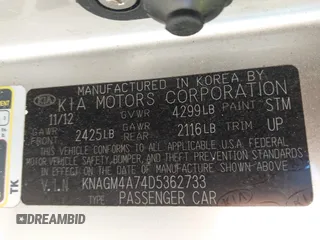 MANUFACTURED IN KOREA BY
KIA KIA MOTORS CORPORATION
11/12 GVWR 4299LB PAINT STM
GAWR FRONT 2425LB GAWR REAR 2116LB TRIM UP
THIS VEHICLE CONFORMS TO ALL APPLICABLE U.S.A FEDERAL
MOTOR VEHICLE SAFETY, BUMPER, AND THEFT PREVENTION STANDARDS
IN EFFECT ON THE DATE OF MANUFACTURE SHOWN ABOVE.
V.I.N KNAGM4A74D5362733
TYPE PASSENGER CAR
TK
DREAMBID